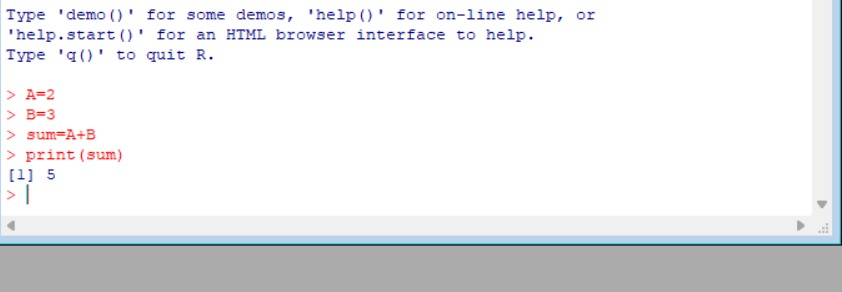 Type 'demo()' for some demos, 'help()' for on-line help, or
'help.start()' for an HTML browser interface to help.
Type 'q()' to quit R.
> A=2
> B=3
> sum=A+B
> print(sum)
[1] 5
>